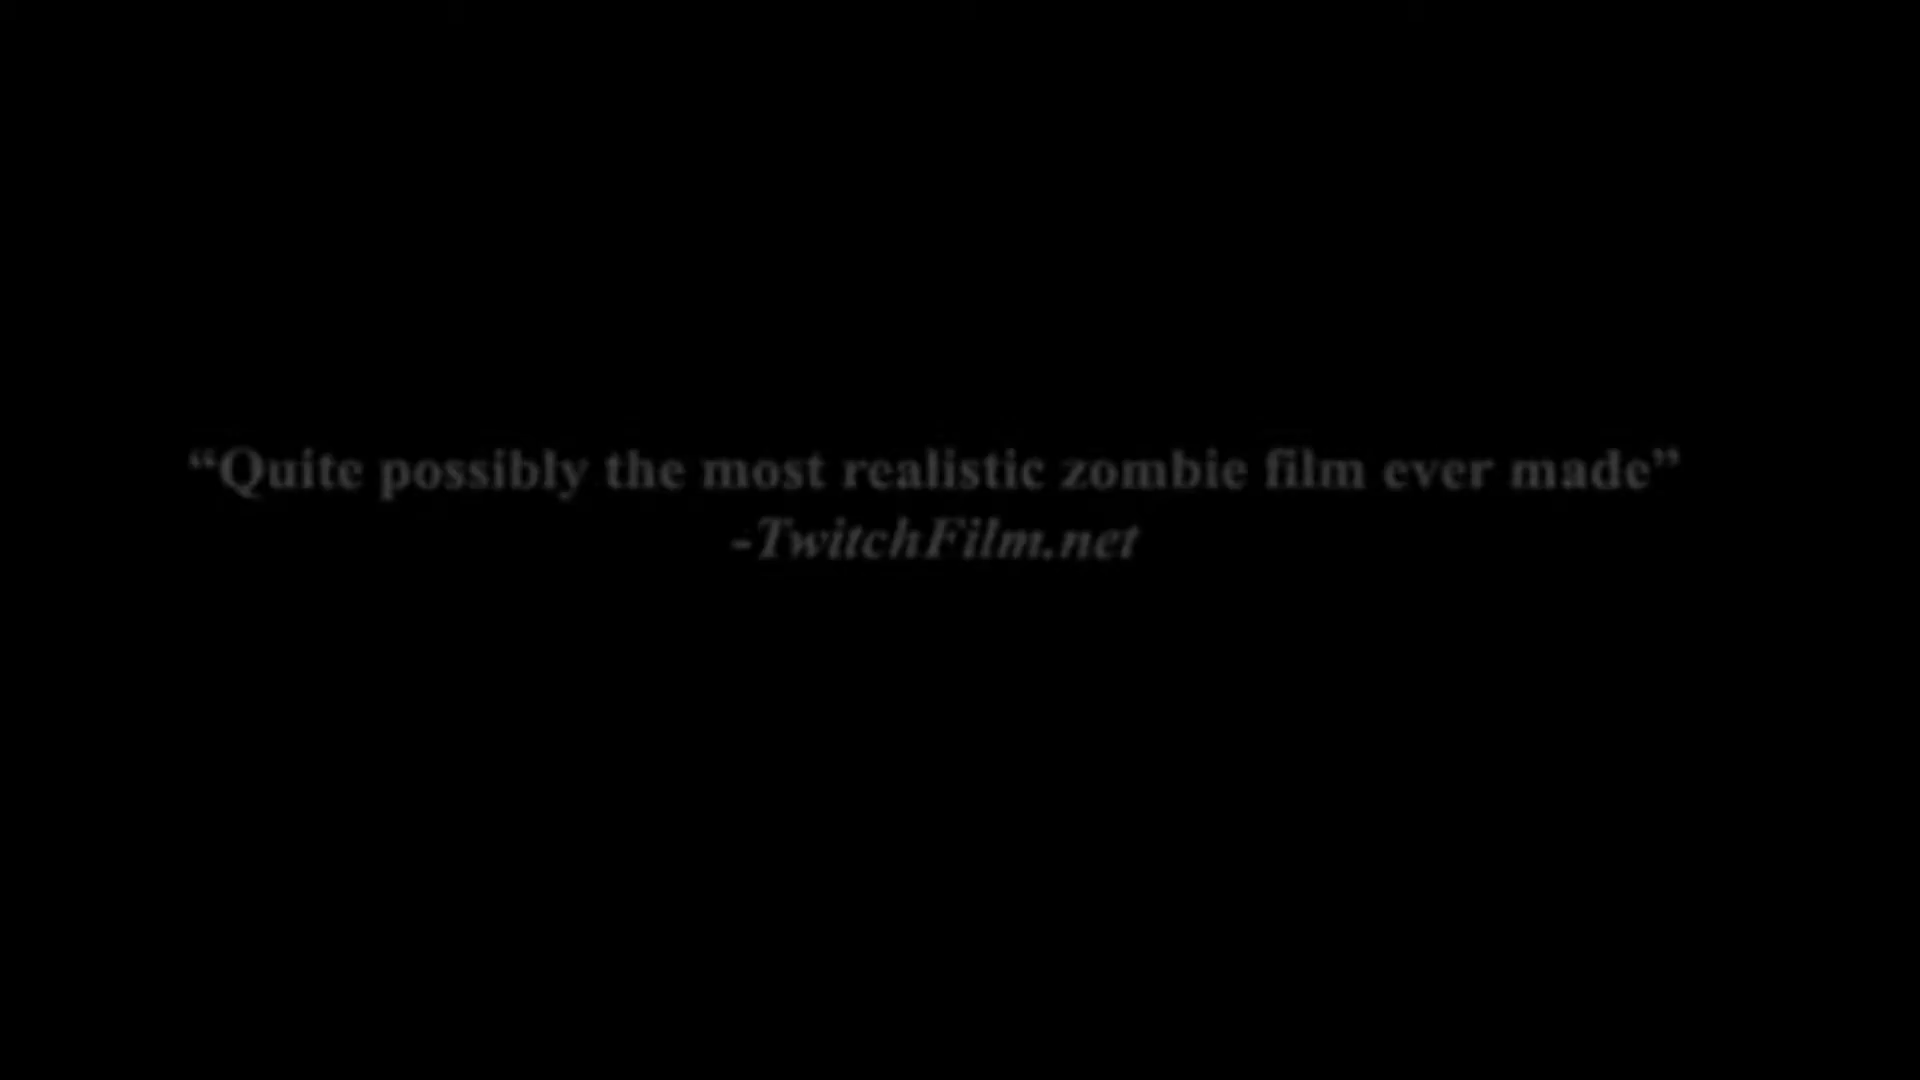 “Quite possibly the most realistic zombie film ever made”
-TwitchFilm.net